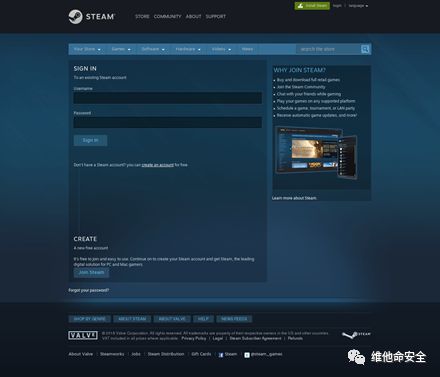 Install Steam
login | language
STEAM®
STORE COMMUNITY ABOUT SUPPORT
Your Store Games Software Hardware Videos News
search the store
SIGN IN
To an existing Steam account
Username
Password
Sign in
Don't have a Steam account? you can create an account for free
WHY JOIN STEAM?
Buy and download full retail games
Join the Steam Community
Chat with your friends while gaming
Play your games on any supported platform
Schedule a game, tournament, or LAN party
Receive automatic game updates, and more!
Learn more about Steam
CREATE
A new free account
It's free to join and easy to use. Continue on to create your Steam account and get Steam, the leading
digital solution for PC and Mac gamers.
Join Steam
Forgot your password?
SHOP BY GENRE ABOUT STEAM ABOUT VALVE HELP NEWS FEEDS
VALVE
© 2018 Valve Corporation. All rights reserved. All trademarks are property of their respective owners in the US and other countries.
VAT included in all prices where applicable. Privacy Policy | Legal | Steam Subscriber Agreement | Refunds
STEAM
About Valve | Steamworks | Jobs | Steam Distribution | Gift Cards | Steam | @steam_games
维他命安全